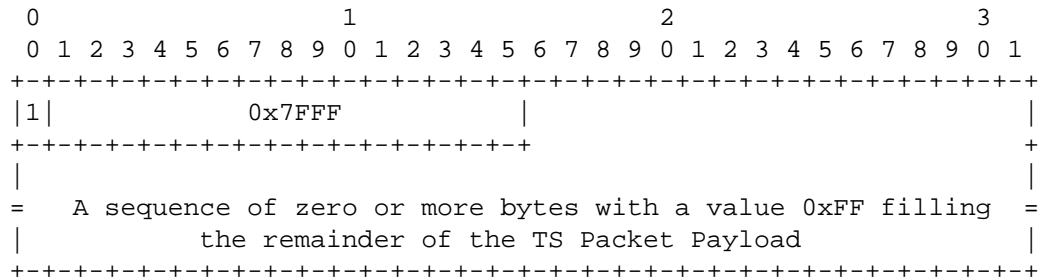 0                   1                   2                   3
 0 1 2 3 4 5 6 7 8 9 0 1 2 3 4 5 6 7 8 9 0 1 2 3 4 5 6 7 8 9 0 1
+-+-+-+-+-+-+-+-+-+-+-+-+-+-+-+-+-+-+-+-+-+-+-+-+-+-+-+-+-+-+-+-+
|1|            0x7FFF           |                               |
+-+-+-+-+-+-+-+-+-+-+-+-+-+-+-+-+                               +
|                                                               |
=   A sequence of zero or more bytes with a value 0xFF filling  =
|           the remainder of the TS Packet Payload              |
+-+-+-+-+-+-+-+-+-+-+-+-+-+-+-+-+-+-+-+-+-+-+-+-+-+-+-+-+-+-+-+-+